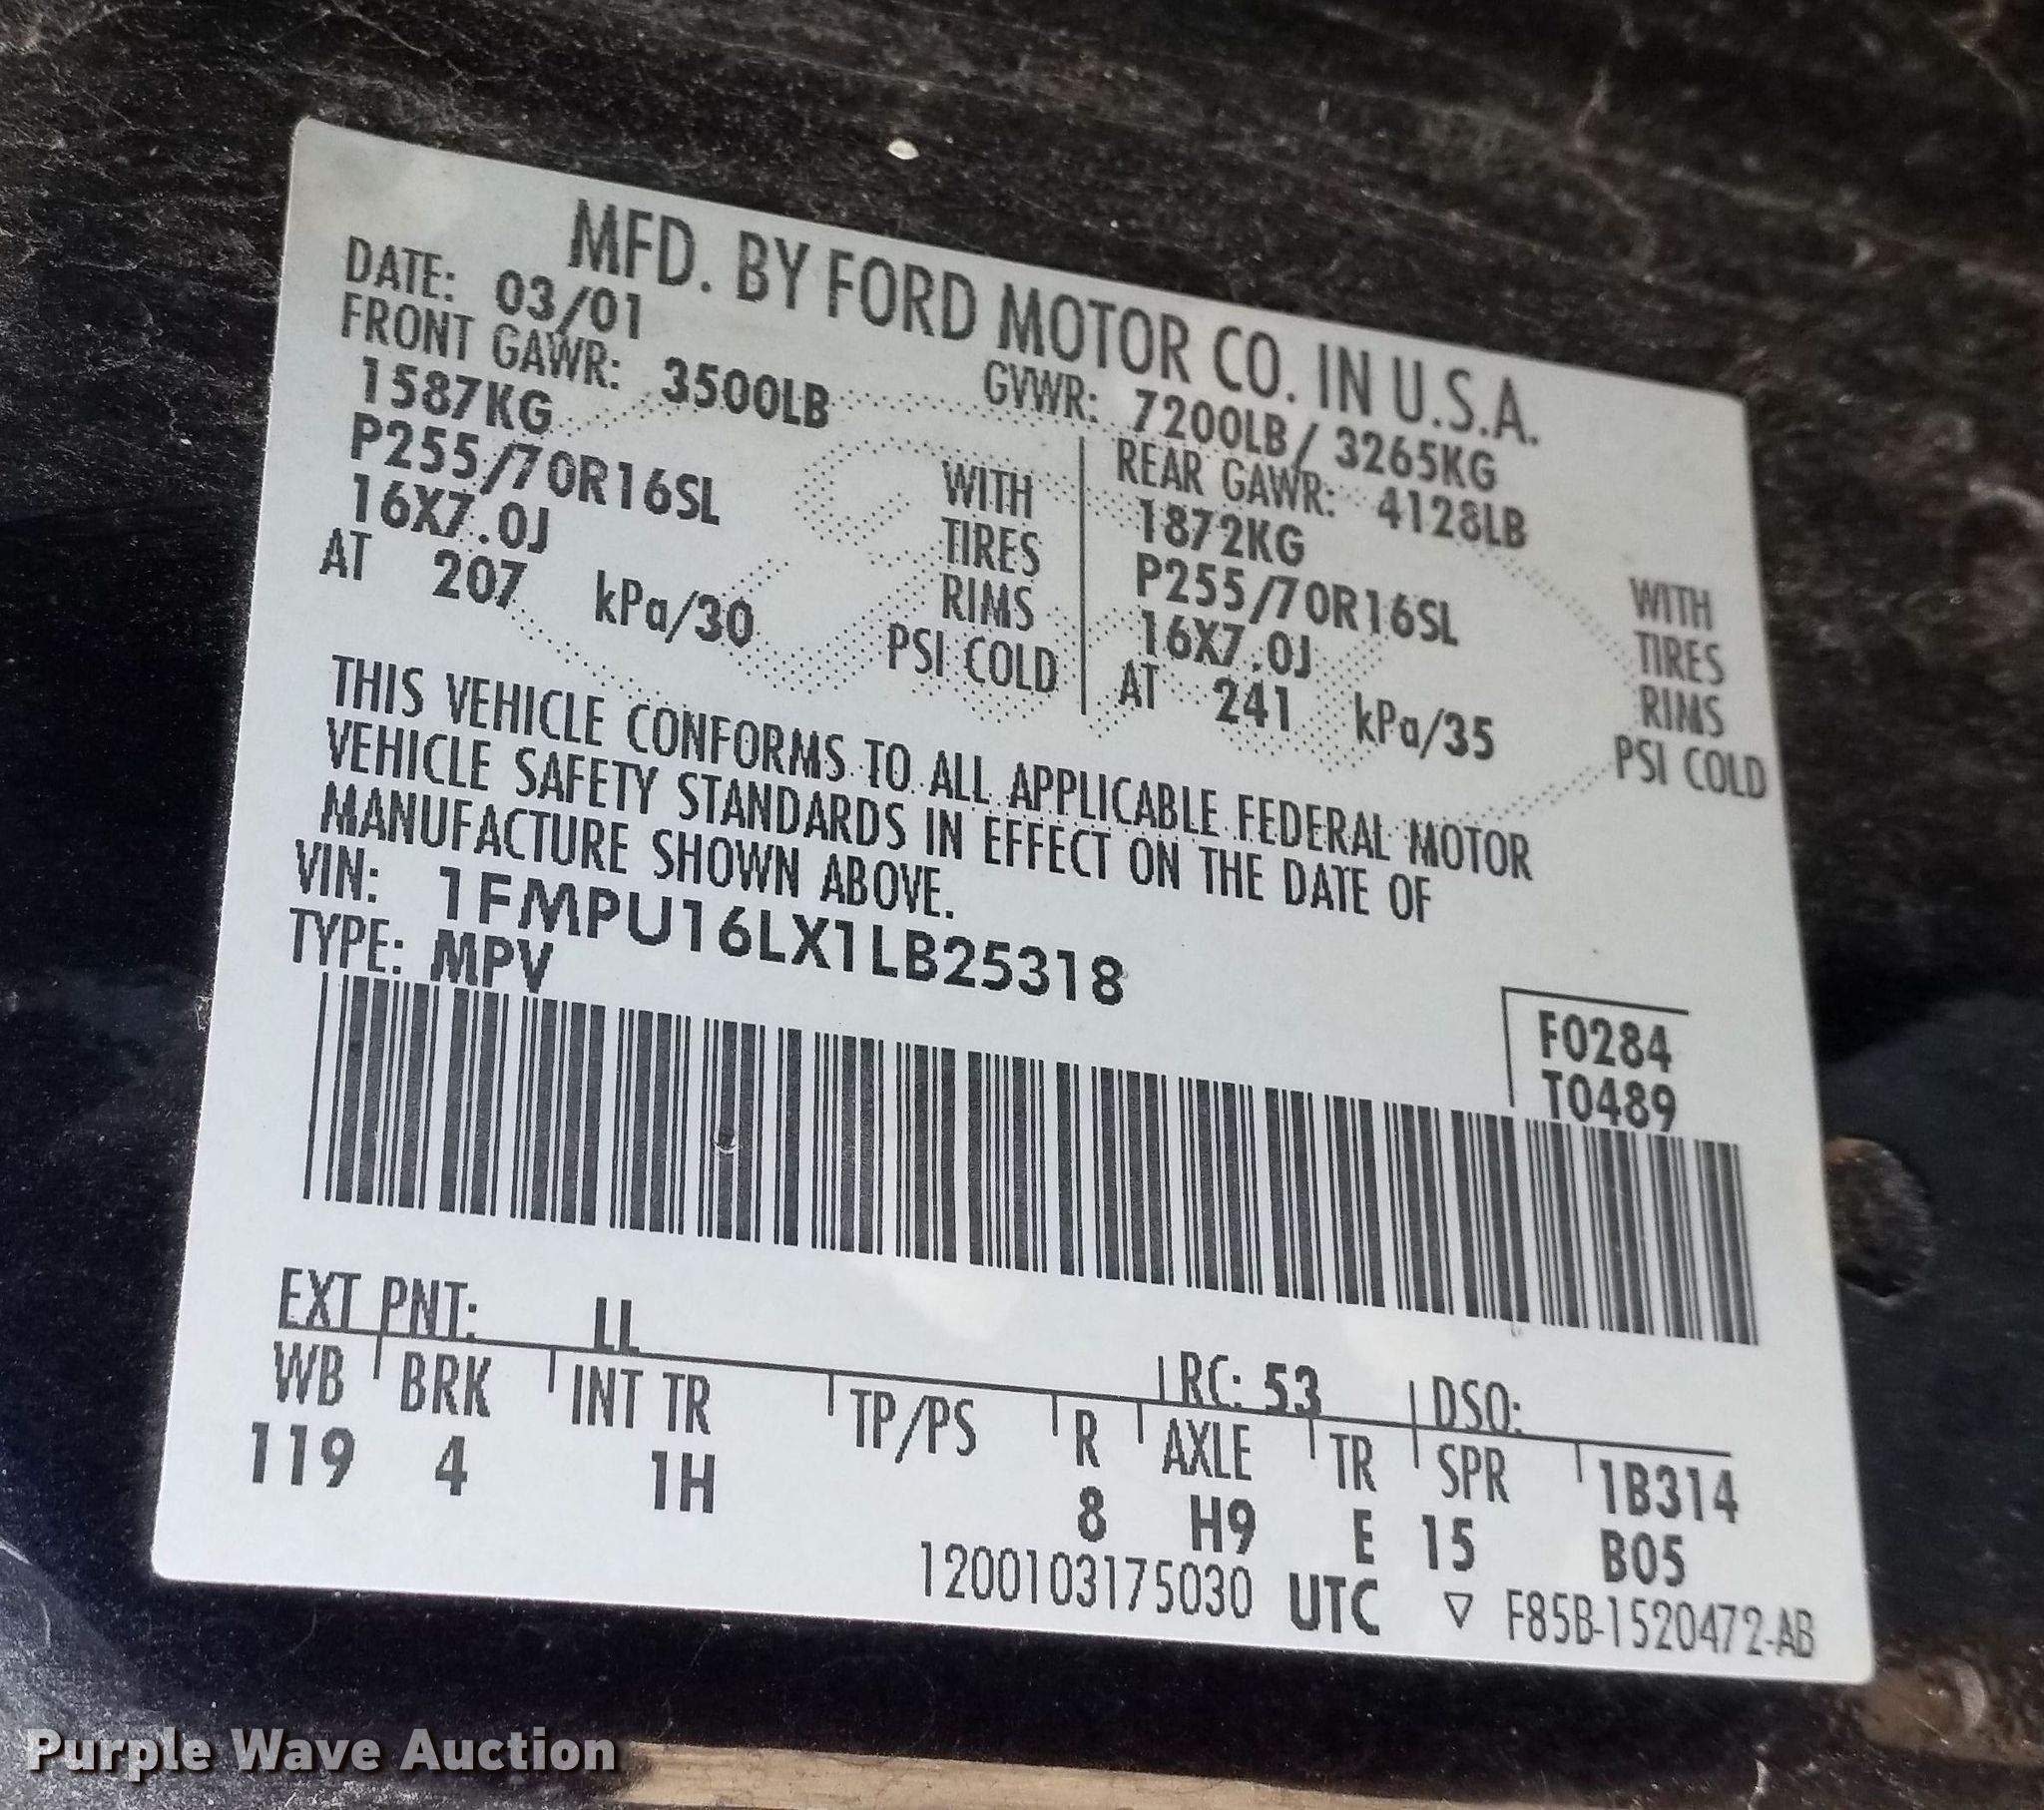 MFD. BY FORD MOTOR CO. IN U.S.A.
DATE: 03/01 GVWR: 7200LB/ 3265KG
FRONT GAWR: 3500LB
1587KG WITH
P255/70R16SL TIRES
16X7.0J RIMS
AT 207 kPa/30 PSI COLD
REAR GAWR: 4128LB
1872KG WITH
P255/70R16SL TIRES
16X7.0J RIMS
AT 241 kPa/35 PSI COLD
THIS VEHICLE CONFORMS TO ALL APPLICABLE FEDERAL MOTOR
VEHICLE SAFETY STANDARDS IN EFFECT ON THE DATE OF
MANUFACTURE SHOWN ABOVE.
VIN: 1FMPU16LX1LB25318
TYPE: MPV
F0284
T0489
EXT PNT: LL RC: 53 DSO:
WB BRK INT TR TP/PS R AXLE TR SPR 1B314
119 4 1H 8 H9 E 15 B05
1200103175030 UTC ▽ F85B-1520472-AB
Purple Wave Auction